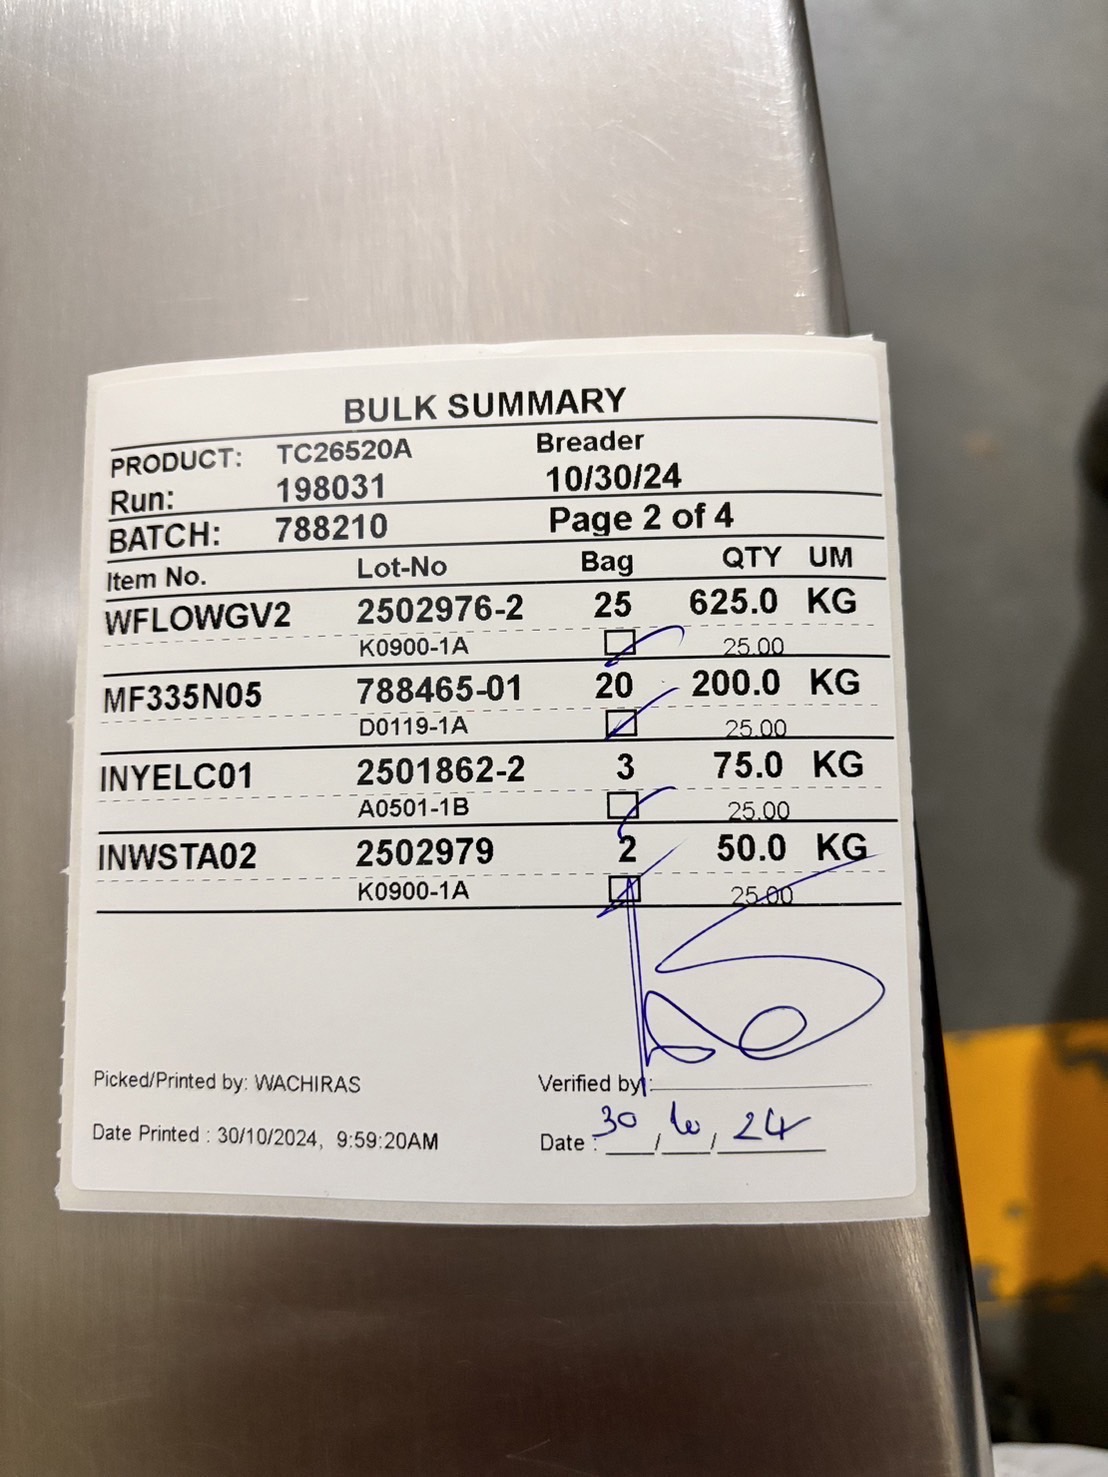 BULK SUMMARY
PRODUCT: TC26520A Breader
Run: 198031 10/30/24
BATCH: 788210 Page 2 of 4
Item No. Lot-No Bag QTY UM
WFLOWGV2 2502976-2 25 625.0 KG
K0900-1A 25.00
MF335N05 788465-01 20 200.0 KG
D0119-1A 25.00
INYELC01 2501862-2 3 75.0 KG
A0501-1B 25.00
INWSTA02 2502979 2 50.0 KG
K0900-1A 25.00
Picked/Printed by: WACHIRAS Verified by:
Date Printed : 30/10/2024, 9:59:20AM Date : 30 / 10 / 24